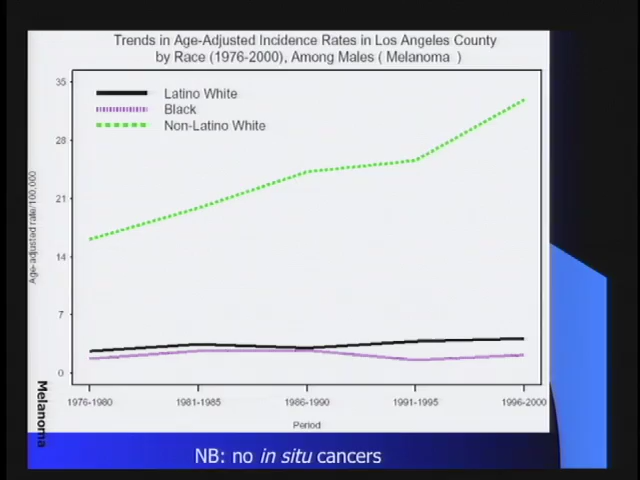 Trends in Age-Adjusted Incidence Rates in Los Angeles County
by Race (1976-2000), Among Males ( Melanoma )
35
Latino White
Black
Non-Latino White
28
21
14
7
0
Age-adjusted rate/100,000
1976-1980 1981-1985 1986-1990 1991-1995 1996-2000
Period
Melanoma
NB: no in situ cancers